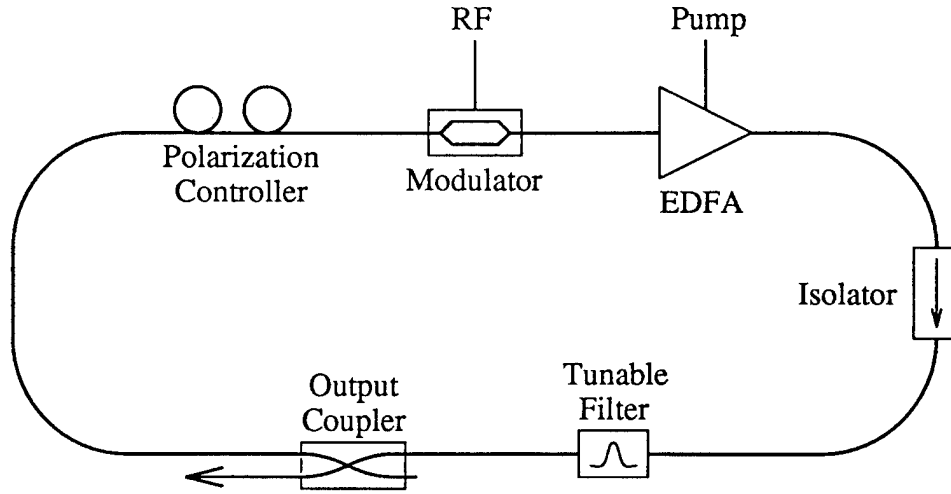 RF
Pump
Polarization
Controller
Modulator
EDFA
Isolator
Output
Coupler
Tunable
Filter